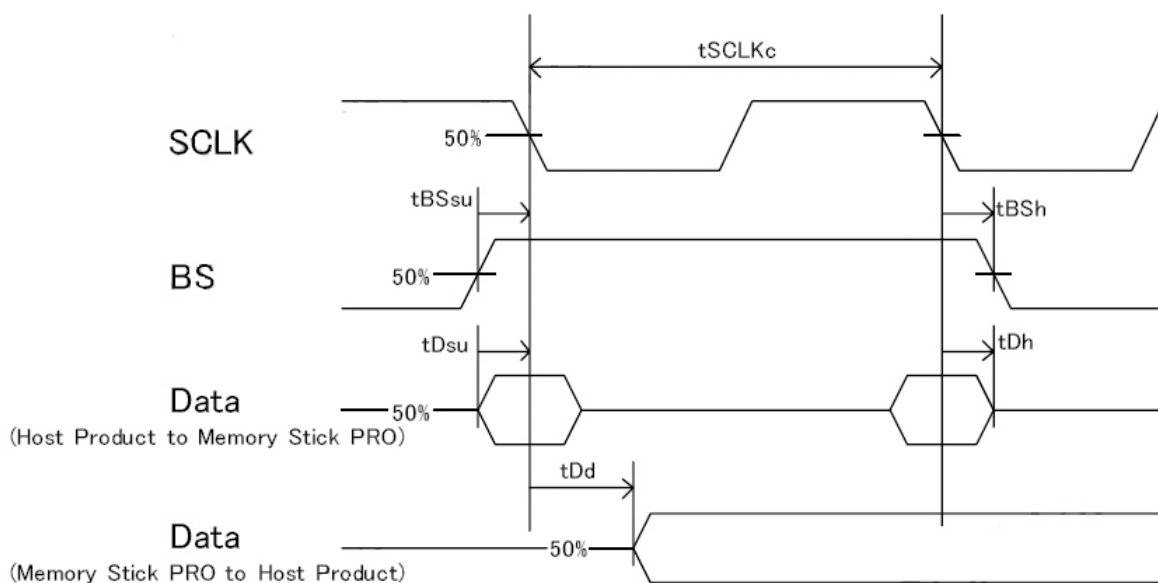 tSCLKc
SCLK
50%
tBSsu
tBSh
BS
50%
tDsu
tDh
Data
50%
(Host Product to Memory Stick PRO)
tDd
Data
50%
(Memory Stick PRO to Host Product)